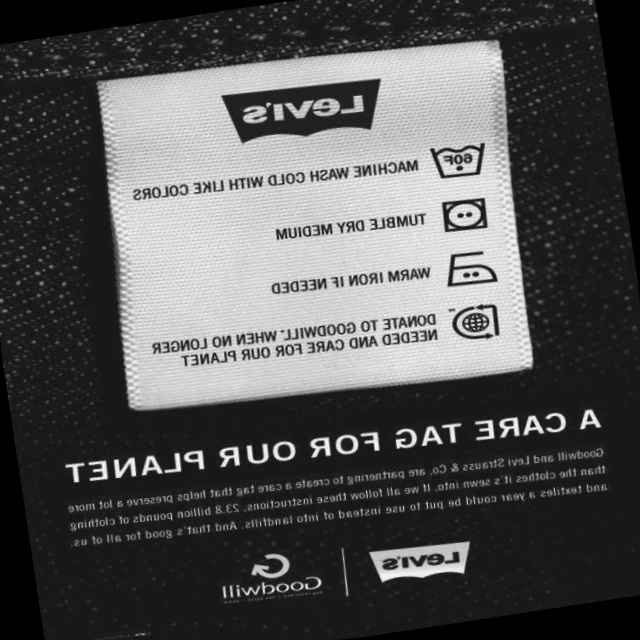 LEVI'S
60F
MACHINE WASH COLD WITH LIKE COLORS
TUMBLE DRY MEDIUM
WARM IRON IF NEEDED
DONATE TO GOODWILL™ WHEN NO LONGER
NEEDED AND CARE FOR OUR PLANET
A CARE TAG FOR OUR PLANET
Goodwill and Levi Strauss & Co. are partnering to create a care tag that helps preserve a lot more
than the clothes it's sewn into. If we all follow these instructions, 23.8 billion pounds of clothing
and textiles a year could be put to use instead of into landfills. And that's good for all of us.
LEVI'S
Goodwill